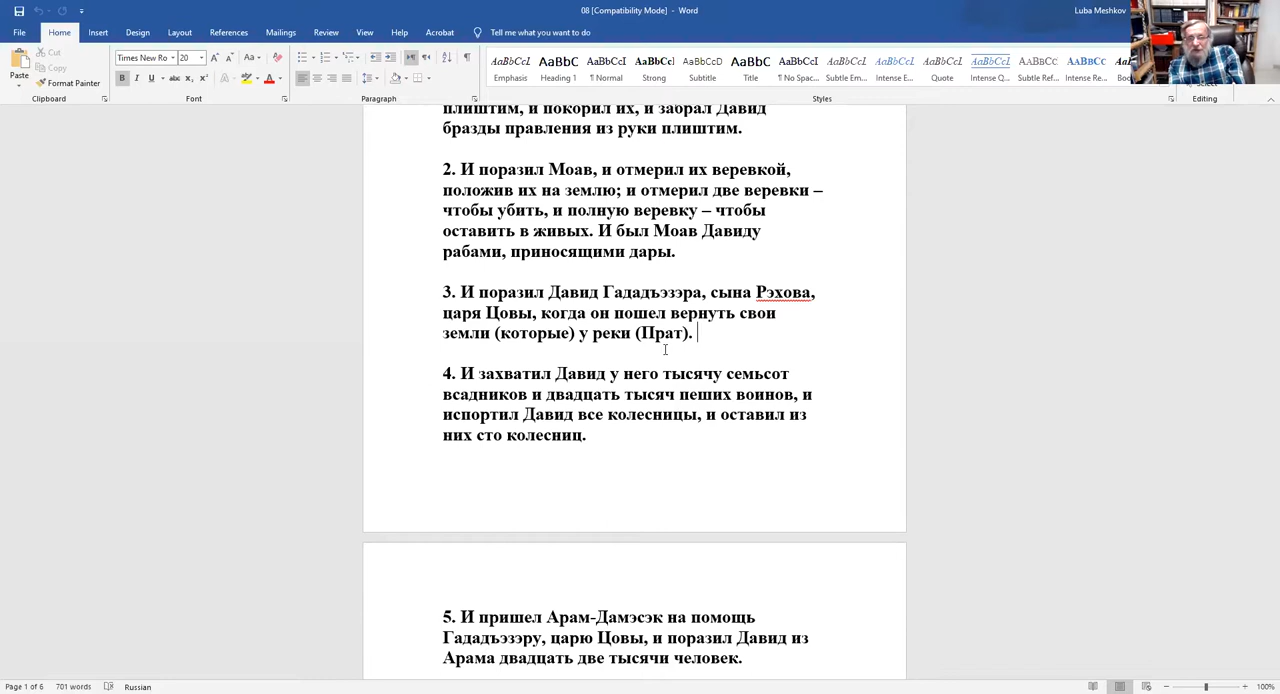 08 [Compatibility Mode] - Word
Luba Meshkov
File Home Insert Design Layout References Mailings Review View Help Acrobat Tell me what you want to do
Cut
Copy
Paste
Format Painter
Times New Ro 20
AaBbCcI AaBbC AaBbCcI AaBbCcI AaBbCcD AaBbC AaBbCcI AaBbCcI AaBbCcI AaBbCcI AaBbCcI AaBbCcI AaBbCcI
Emphasis Heading 1 ¶ Normal Strong Subtitle Title ¶ No Spac... Subtle Em... Intense E... Quote Intense Q... Subtle Ref... Intense Re...
Clipboard Font Paragraph Styles Editing
плиштим, и покорил их, и забрал Давид
бразды правления из руки плиштим.
2. И поразил Моав, и отмерил их веревкой,
положив их на землю; и отмерил две веревки –
чтобы убить, и полную веревку – чтобы
оставить в живых. И был Моав Давиду
рабами, приносящими дары.
3. И поразил Давид Гададъэзэра, сына Рэхова,
царя Цовы, когда он пошел вернуть свои
земли (которые) у реки (Прат).
4. И захватил Давид у него тысячу семьсот
всадников и двадцать тысяч пеших воинов, и
испортил Давид все колесницы, и оставил из
них сто колесниц.
5. И пришел Арам-Дамэсэк на помощь
Гададъэзэру, царю Цовы, и поразил Давид из
Арама двадцать две тысячи человек.
Page 1 of 6 701 words Russian 100%